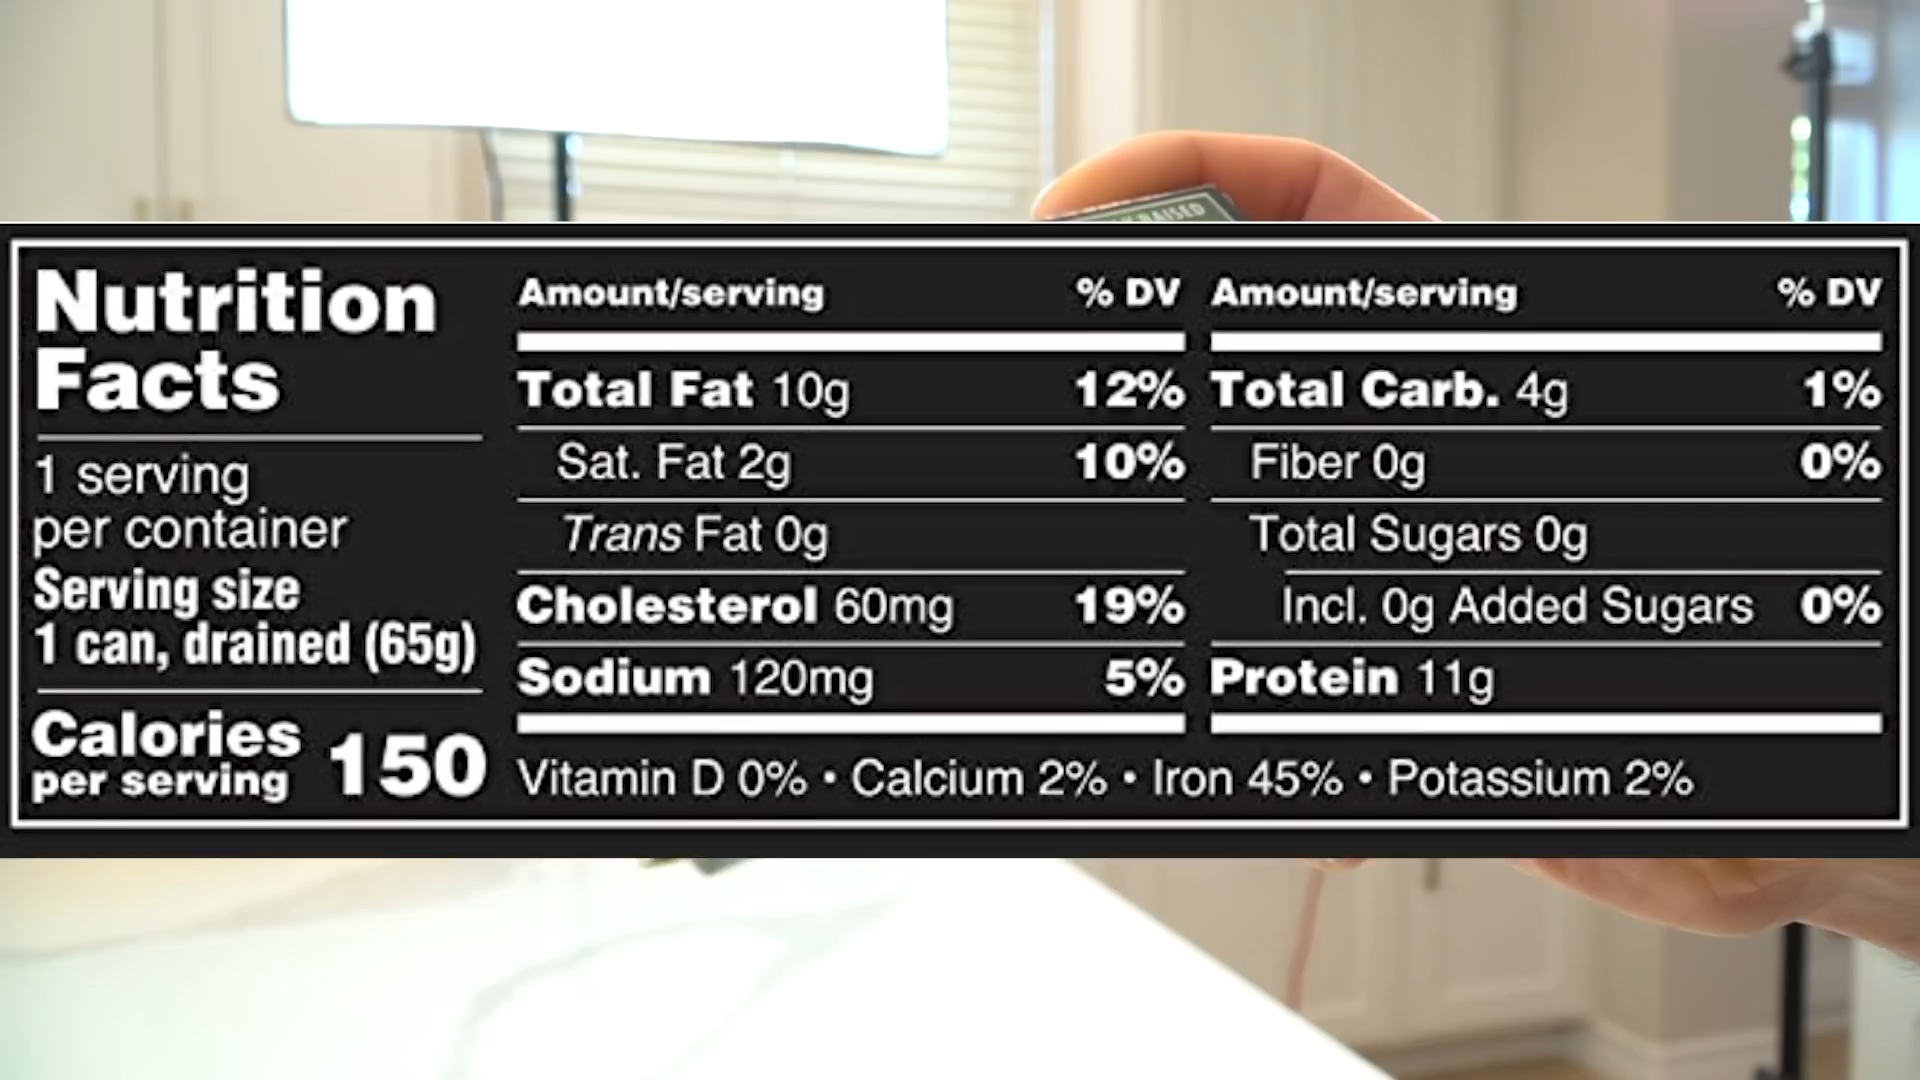 RAISED
Nutrition
Facts
1 serving
per container
Serving size
1 can, drained (65g)
Calories
per serving 150
Amount/serving % DV
Total Fat 10g 12%
Sat. Fat 2g 10%
Trans Fat 0g
Cholesterol 60mg 19%
Sodium 120mg 5%
Amount/serving % DV
Total Carb. 4g 1%
Fiber 0g 0%
Total Sugars 0g
Incl. 0g Added Sugars 0%
Protein 11g
Vitamin D 0% • Calcium 2% • Iron 45% • Potassium 2%